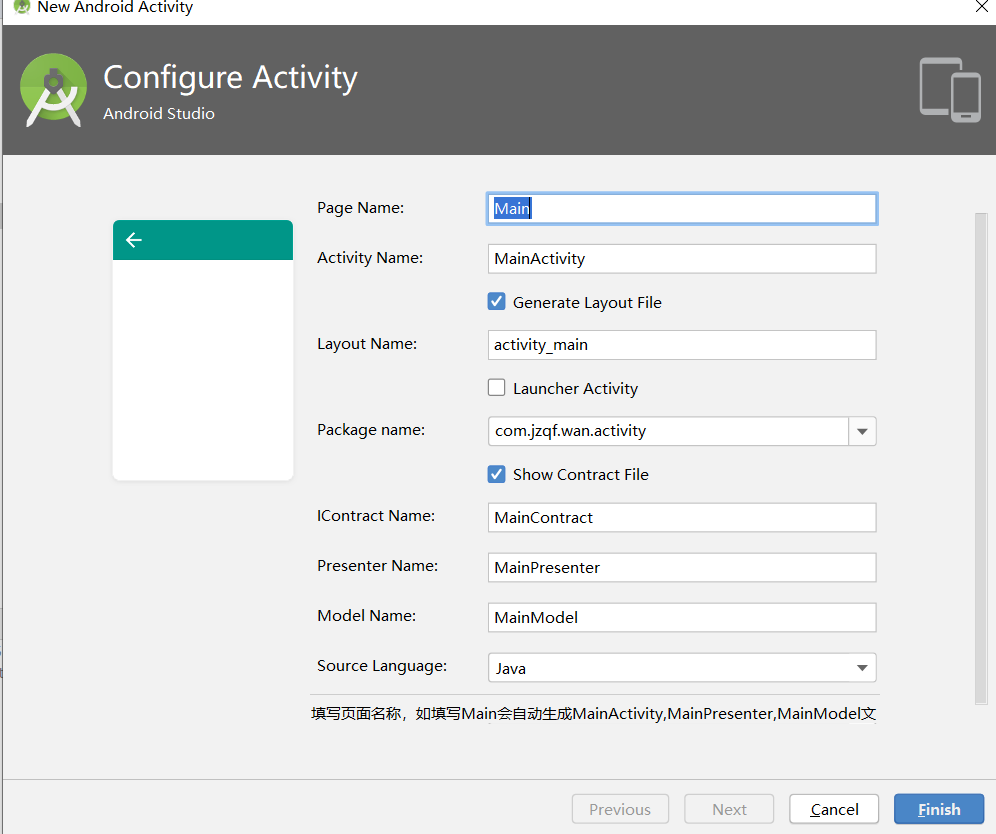 New Android Activity
Configure Activity
Android Studio
Page Name: Main
Activity Name: MainActivity
Generate Layout File
Layout Name: activity_main
Launcher Activity
Package name: com.jzqf.wan.activity
Show Contract File
IContract Name: MainContract
Presenter Name: MainPresenter
Model Name: MainModel
Source Language: Java
填写页面名称，如填写Main会自动生成MainActivity,MainPresenter,MainModel文
Previous Next Cancel Finish